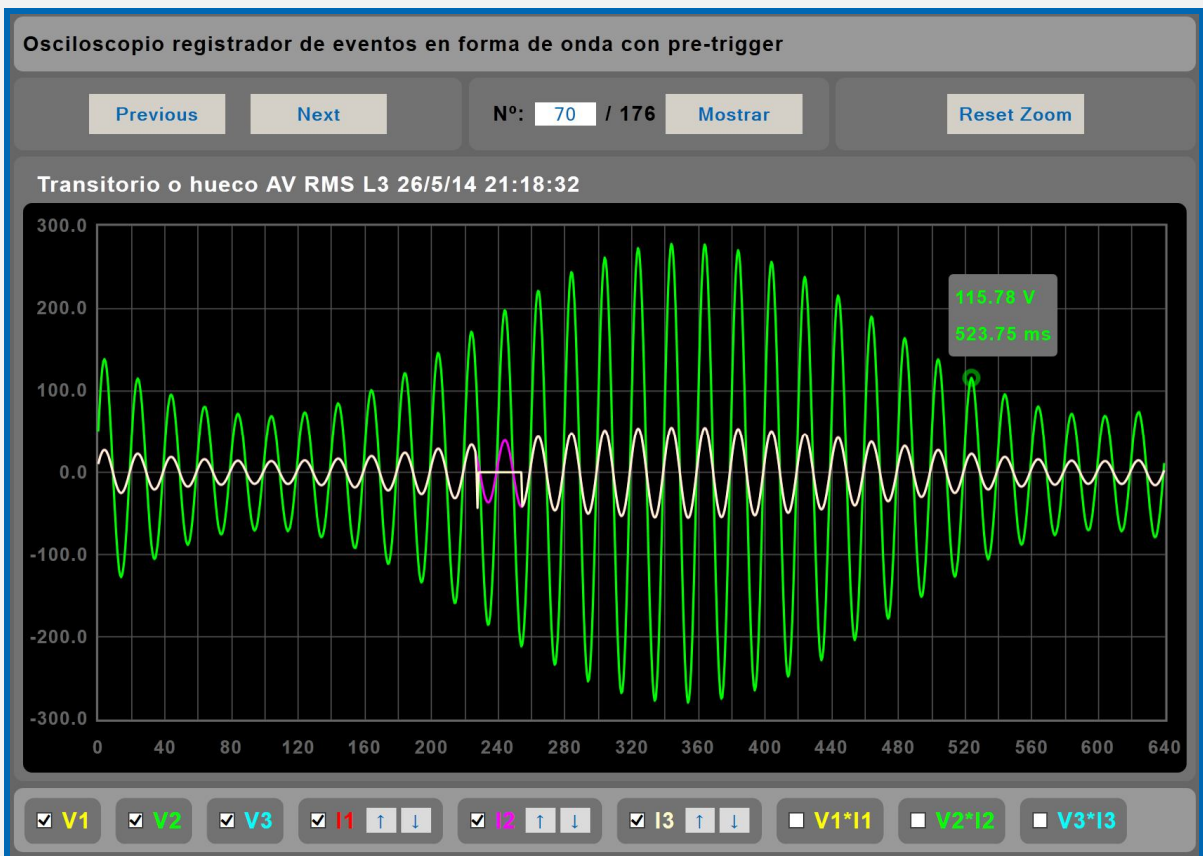 Osciloscopio registrador de eventos en forma de onda con pre-trigger
Previous Next Nº: 70 / 176 Mostrar Reset Zoom
Transitorio o hueco AV RMS L3 26/5/14 21:18:32
300.0
200.0
100.0
0.0
-100.0
-200.0
-300.0
115.78 V
523.75 ms
0 40 80 120 160 200 240 280 320 360 400 440 480 520 560 600 640
V1 V2 V3 I1 ↑ ↓ I2 ↑ ↓ I3 ↑ ↓ V1*I1 V2*I2 V3*I3